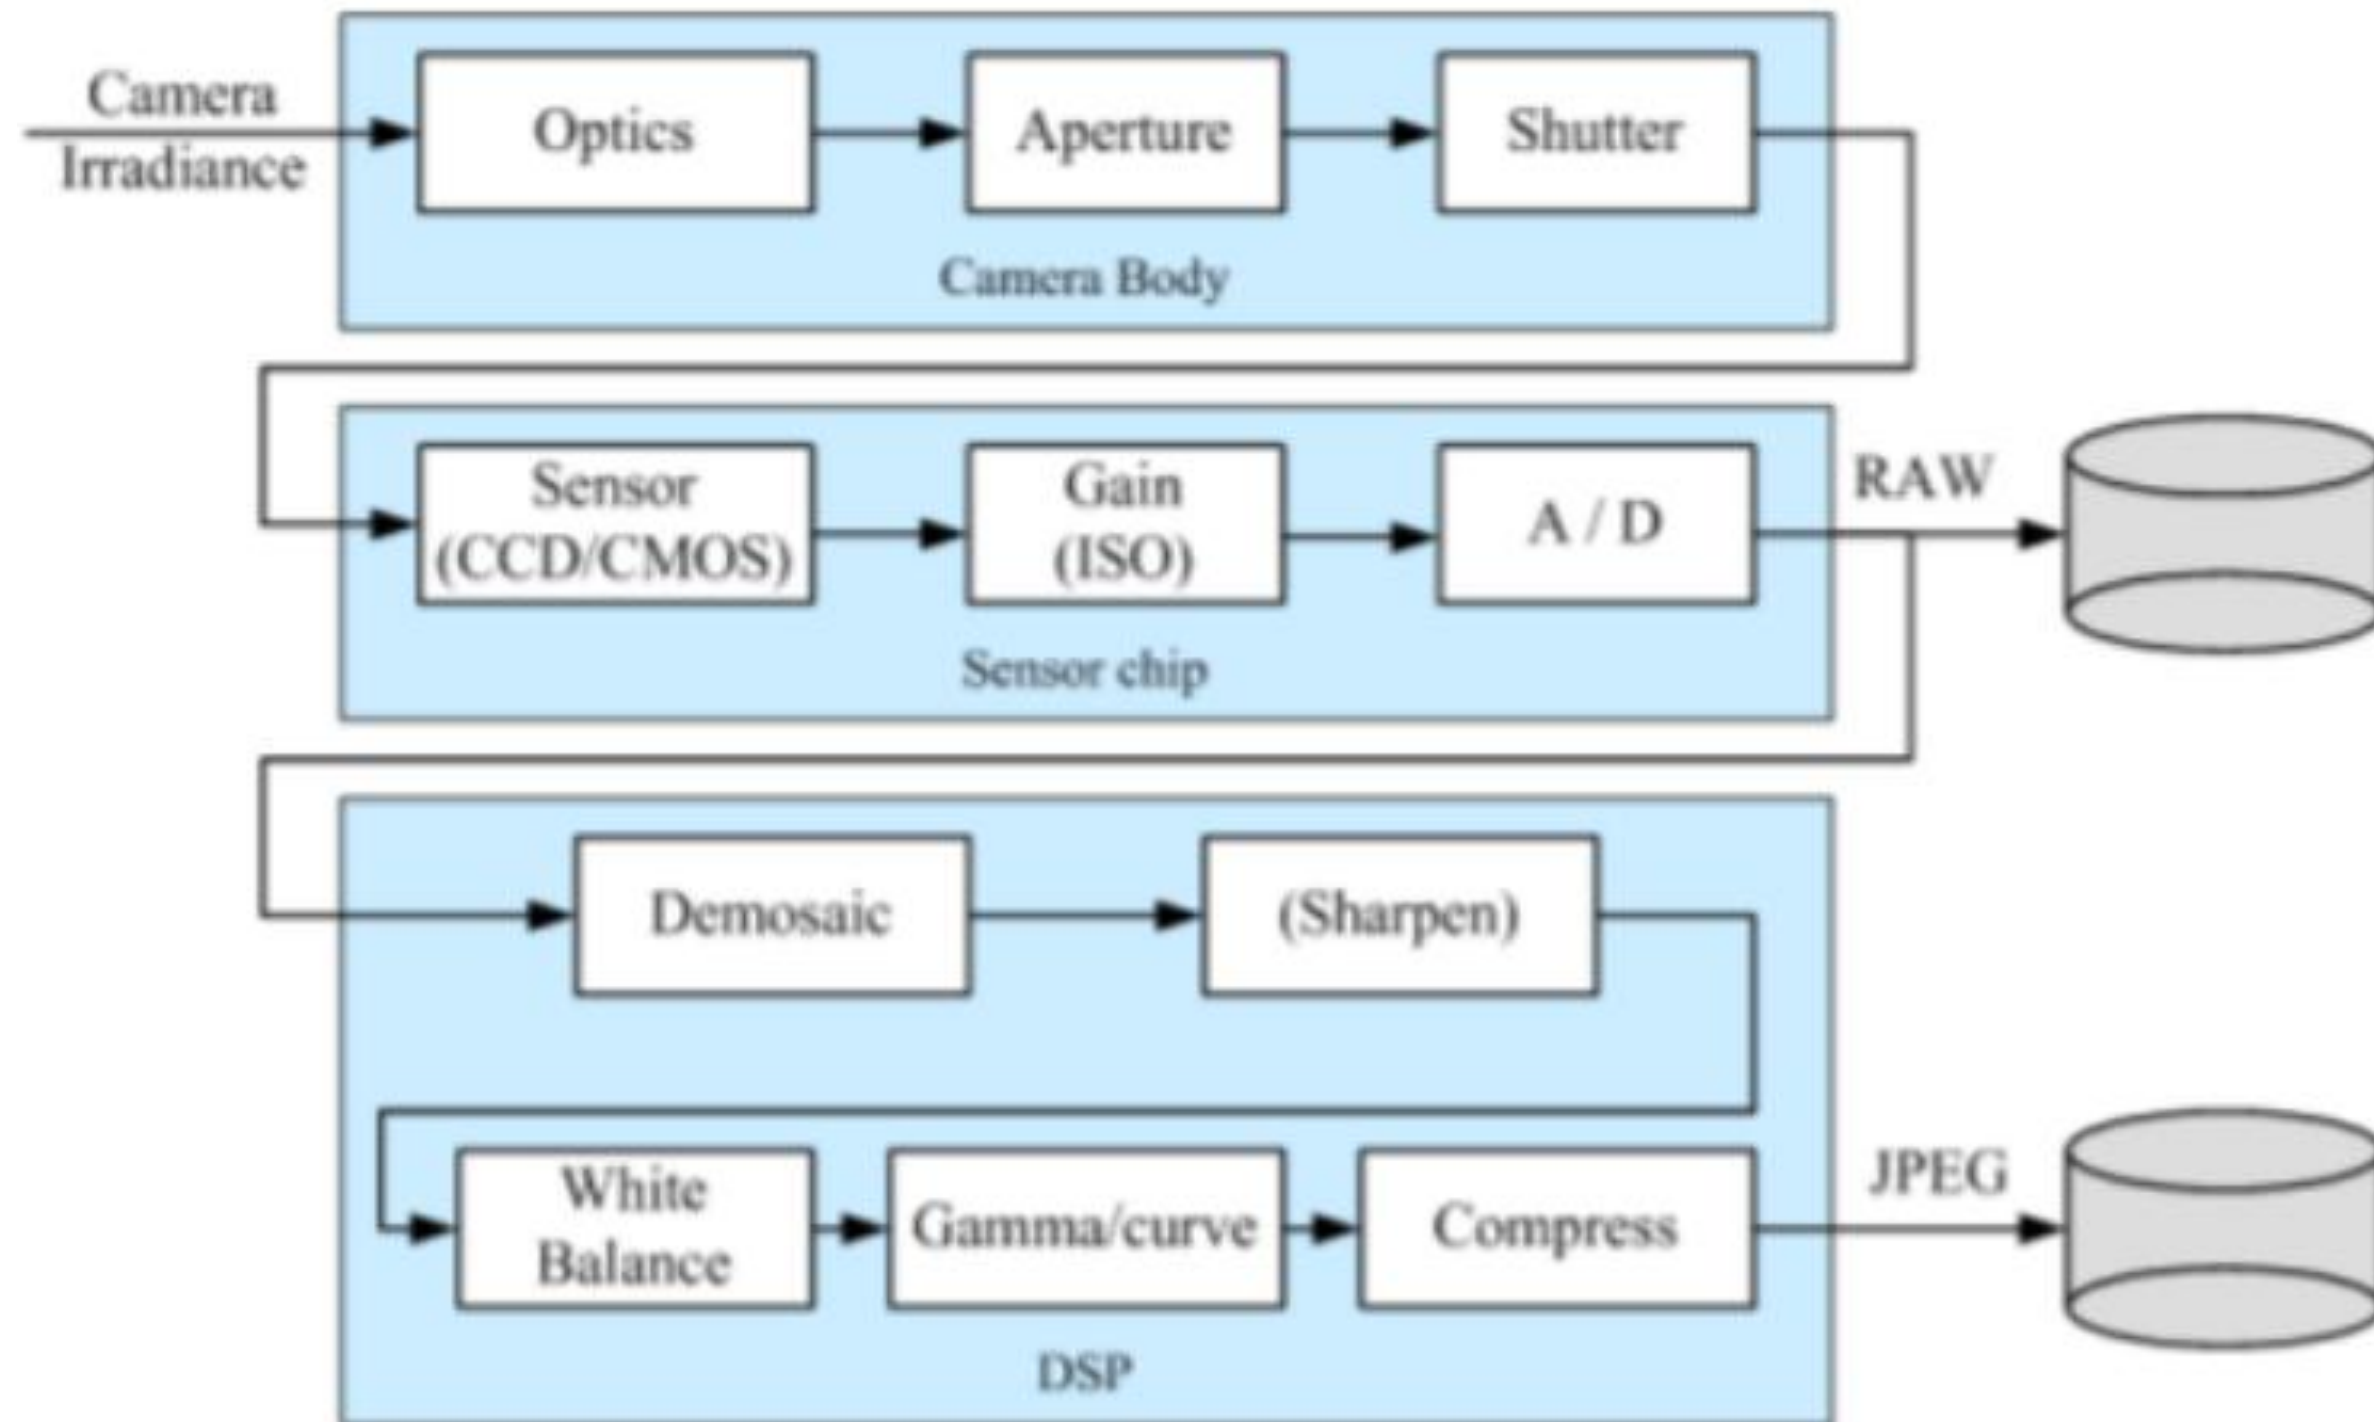 Camera
Irradiance
Optics
Aperture
Shutter
Camera Body
Sensor
(CCD/CMOS)
Gain
(ISO)
A / D
RAW
Sensor chip
Demosaic
(Sharpen)
White
Balance
Gamma/curve
Compress
JPEG
DSP